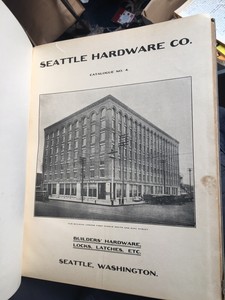 SEATTLE HARDWARE CO.
CATALOGUE NO. 4
BUILDERS' HARDWARE,
LOCKS, LATCHES, ETC.
SEATTLE, WASHINGTON.